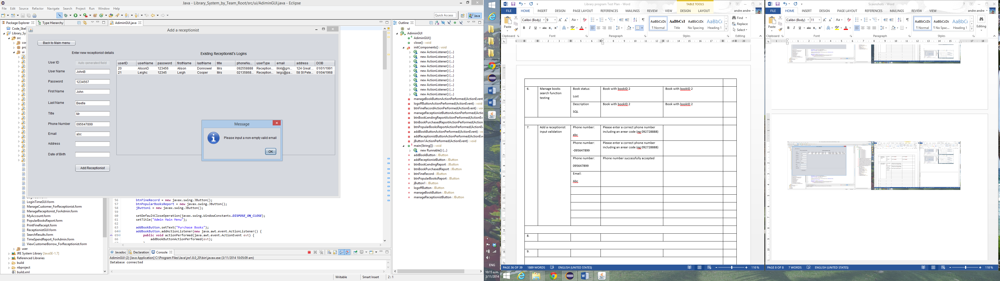 Java - Library_System_by_Team_Root/src/ui/AdiminGUI.java - Eclipse
File Edit Source Refactor Navigate Search Project Run Window Help
Quick Access Java
Package Explorer Type Hierarchy
Code_Skel
Library_Sy
src
cor
prc
ui
LoginTimeGUI.form
ManageCustomer_ForReceptionist.form
ManageRecepitonist_ForAdmin.form
MyAccount.form
PopularBooksReport.form
PrintFineReceipt.form
ReceptionistGUI.form
SearchResults.form
TimeSpendReport_ForAdmin.form
ViewCustomerBorrow_ForReceptionist.form
user
JRE System Library [JavaSE-1.7]
Referenced Libraries
build
nbproject
build.xml
AdiminGUI.java
Add a receptionist
Back to Main menu
Enter new receptionist details
User ID Auto generated field
User Name JohnB
Password 1234567
First Name John
Last Name Beetle
Title Mr
Phone Number 095647899
Email abc
Address
Date of Birth
Add Receptionist
Existing Receptionist's Logins
userID userName password firstName lastName title phoneNu... userType email address DOB
20 AlisonD 123456 Alison Donnowel Mrs 092558888 Reception... llkkl@gm... 124 Great ... 01/01/1991
21 Leighc 12345 Leigh Cooper Mrs 02135868... Reception... leigc@pa... 58 St Pete... 01/04/1968
Message
Please input a non-empty valid email
OK
56 btnFineRecord = new javax.swing.JButton();
57 btnPopularBooksReport = new javax.swing.JButton();
58 jButton1 = new javax.swing.JButton();
59
60 setDefaultCloseOperation(javax.swing.WindowConstants.DISPOSE_ON_CLOSE);
61 setTitle("Admin Main Menu");
62
63 addBookButton.setText("Purchase Books");
64 addBookButton.addActionListener(new java.awt.event.ActionListener() {
65 public void actionPerformed(java.awt.event.ActionEvent evt) {
66 addBookButtonActionPerformed(evt);
Javadoc Declaration Console
AdiminGUI (2) [Java Application] C:\Program Files\Java\jre1.8.0_20\bin\javaw.exe (3/11/2014 10:05:09 am)
Database connected
Writable Smart Insert 2 : 1
Outline
ui
AdiminGUI
AdiminGUI()
close() : void
initComponents() : void
new ActionListener() {...}
new ActionListener() {...}
new ActionListener() {...}
new ActionListener() {...}
new ActionListener() {...}
new ActionListener() {...}
new ActionListener() {...}
new ActionListener() {...}
new ActionListener() {...}
new ActionListener() {...}
manageBookButtonActionPerformed(ActionEvent
logoffButtonActionPerformed(ActionEvent) : void
btnFineRecordActionPerformed(ActionEvent) : voi
manageReceptionistButtonActionPerformed(Actio
btnBookLendingReportActionPerformed(ActionEv
btnBookPurchasedReportActionPerformed(Action
btnPopularBooksReportActionPerformed(ActionEv
addBookButtonActionPerformed(ActionEvent) : vo
addReceptionistButtonActionPerformed(ActionEve
jButton1ActionPerformed(ActionEvent) : void
main(String[]) : void
new Runnable() {...}
addBookButton : JButton
addReceptionistButton : JButton
btnBookLendingReport : JButton
btnBookPurchasedReport : JButton
btnFineRecord : JButton
btnPopularBooksReport : JButton
jButton1 : JButton
logoffButton : JButton
manageBookButton : JButton
manageReceptionistButton : JButton
ENG
10:15 a.m.
3/11/2014
Library program Test Plan - Word
TABLE TOOLS
FILE HOME INSERT DESIGN PAGE LAYOUT REFERENCES MAILINGS REVIEW VIEW DESIGN LAYOUT andre andre
Paste
Calibri (Body) 9
AaBbCcDc AaBbCcl AaBbCcDc AaBbC(
¶ Normal Title No Spacing Heading 1
Find
Replace
Select
Clipboard Font Paragraph Styles Editing
6. Manage books search function testing
Book status:
Lost
Book with bookID 2 Book with bookID 2
Description
SQL
Book with bookID 2 Book with bookID 2
7. Add a receptionist input validation
Phone number:
abc
Please enter a correct phone number
including an arear code (eg 092728888)
Phone number:
-095647899
Please enter a correct phone number
including an arear code (eg 092728888)
Phone number:
095647899
Phone number successfully accepted
Email:
Abc
8.
9.
PAGE 36 OF 39 1889 WORDS ENGLISH (UNITED STATES) 110 %
Sceenshots - Word
FILE HOME INSERT DESIGN PAGE LAYOUT REFERENCES MAILINGS REVIEW VIEW andre andre
Paste
Calibri (Body) 11
AaBbCcDc AaBbCcDc AaBbC(
¶ Normal ¶ No Spac... Heading 1
Editing
Clipboard Font Paragraph Styles
PAGE 8 OF 8 7 WORDS ENGLISH (UNITED STATES) 110 %